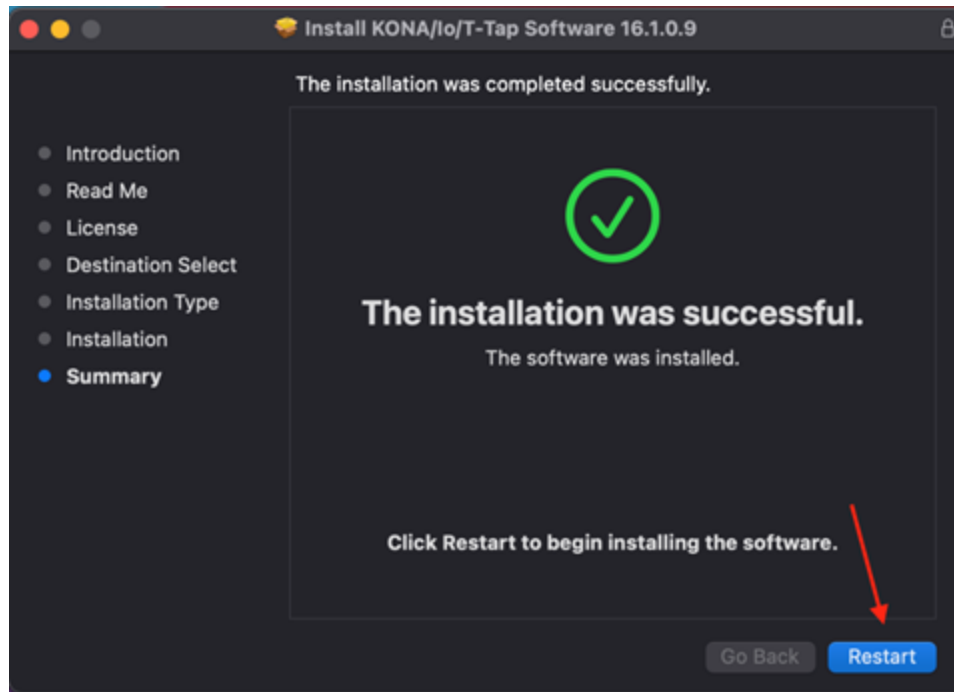 Install KONA/Io/T-Tap Software 16.1.0.9
The installation was completed successfully.
Introduction
Read Me
License
Destination Select
Installation Type
Installation
Summary
The installation was successful.
The software was installed.
Click Restart to begin installing the software.
Go Back
Restart